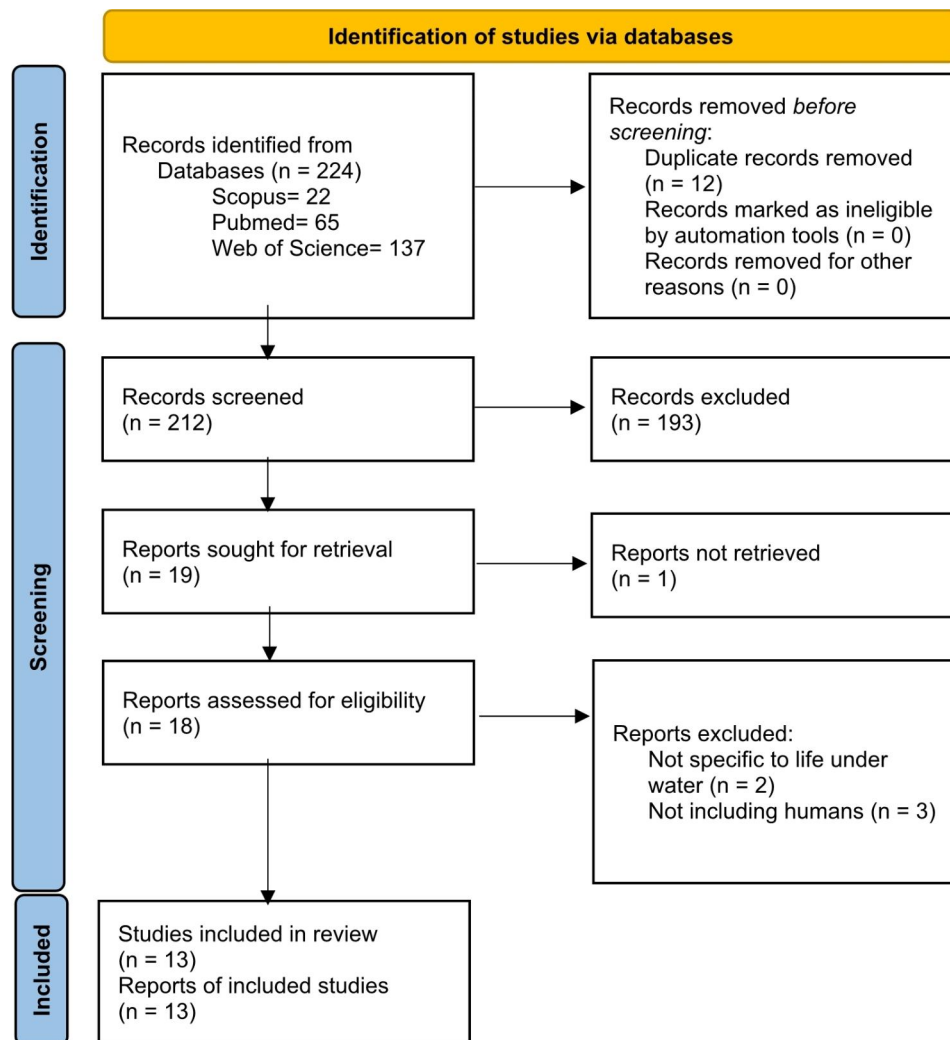 Identification of studies via databases
Identification
Records identified from
Databases (n = 224)
Scopus= 22
Pubmed= 65
Web of Science= 137
Records removed before
screening:
Duplicate records removed
(n = 12)
Records marked as ineligible
by automation tools (n = 0)
Records removed for other
reasons (n = 0)
Screening
Records screened
(n = 212)
Records excluded
(n = 193)
Reports sought for retrieval
(n = 19)
Reports not retrieved
(n = 1)
Reports assessed for eligibility
(n = 18)
Reports excluded:
Not specific to life under
water (n = 2)
Not including humans (n = 3)
Included
Studies included in review
(n = 13)
Reports of included studies
(n = 13)